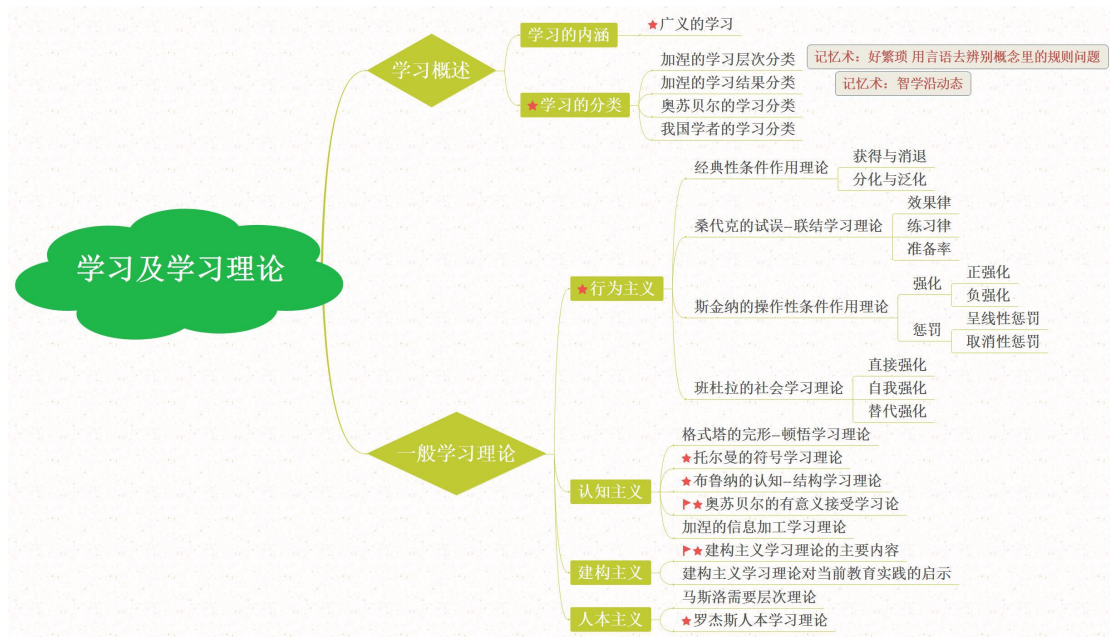 学习及学习理论
学习概述
学习的内涵
★广义的学习
★学习的分类
加涅的学习层次分类
记忆术：好繁琐 用言语去辨别概念里的规则问题
加涅的学习结果分类
记忆术：智学治动态
奥苏贝尔的学习分类
我国学者的学习分类
一般学习理论
★行为主义
经典性条件作用理论
获得与消退
分化与泛化
桑代克的试误-联结学习理论
效果律
练习律
准备率
斯金纳的操作性条件作用理论
强化
正强化
负强化
惩罚
呈线性惩罚
取消性惩罚
班杜拉的社会学习理论
直接强化
自我强化
替代强化
认知主义
格式塔的完形-顿悟学习理论
★托尔曼的符号学习理论
★布鲁纳的认知-结构学习理论
★奥苏贝尔的有意义接受学习论
加涅的信息加工学习理论
建构主义
★建构主义学习理论的主要内容
建构主义学习理论对当前教育实践的启示
人本主义
马斯洛需要层次理论
★罗杰斯人本学习理论